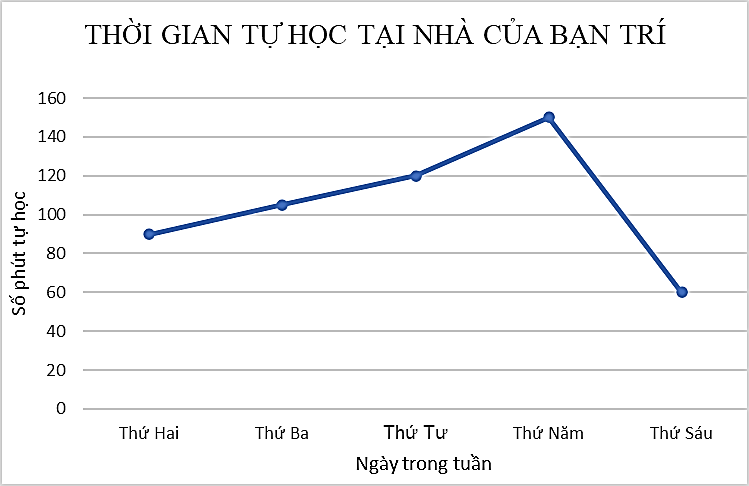 THỜI GIAN TỰ HỌC TẠI NHÀ CỦA BẠN TRÍ
160
140
120
100
80
60
40
20
0
Số phút tự học
Thứ Hai Thứ Ba Thứ Tư Thứ Năm Thứ Sáu
Ngày trong tuần